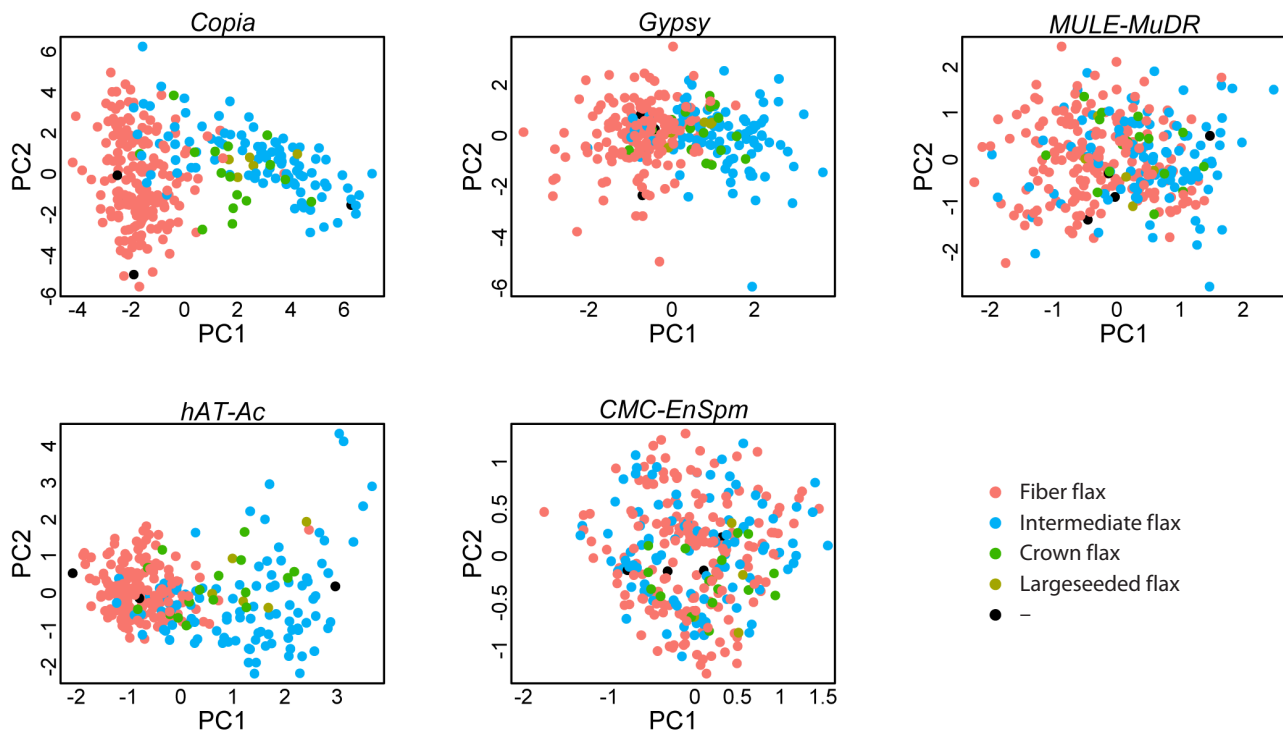 Copia
6
4
2
0
-2
-4
-6
PC2
-4
-2
0
2
4
6
PC1
Gypsy
2
0
-2
-4
-6
PC2
-2
0
2
PC1
MULE-MuDR
2
1
0
-1
-2
PC2
-2
-1
0
1
2
PC1
hAT-Ac
4
3
2
1
0
-1
-2
PC2
-2
-1
0
1
2
3
PC1
CMC-EnSpm
1
0.5
0
-0.5
-1
PC2
-2
-1
0
0.5
1
1.5
PC1
Fiber flax
Intermediate flax
Crown flax
Largeseeded flax
–